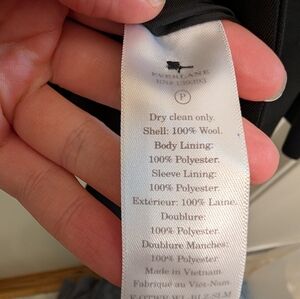 EVERLANE
P
Dry clean only.
Shell: 100% Wool.
Body Lining:
100% Polyester.
Sleeve Lining:
100% Polyester.
Extérieur: 100% Laine.
Doublure:
100% Polyester.
Doublure Manches:
100% Polyester.
Made in Vietnam.
Fabriqué au Viet-Nam.